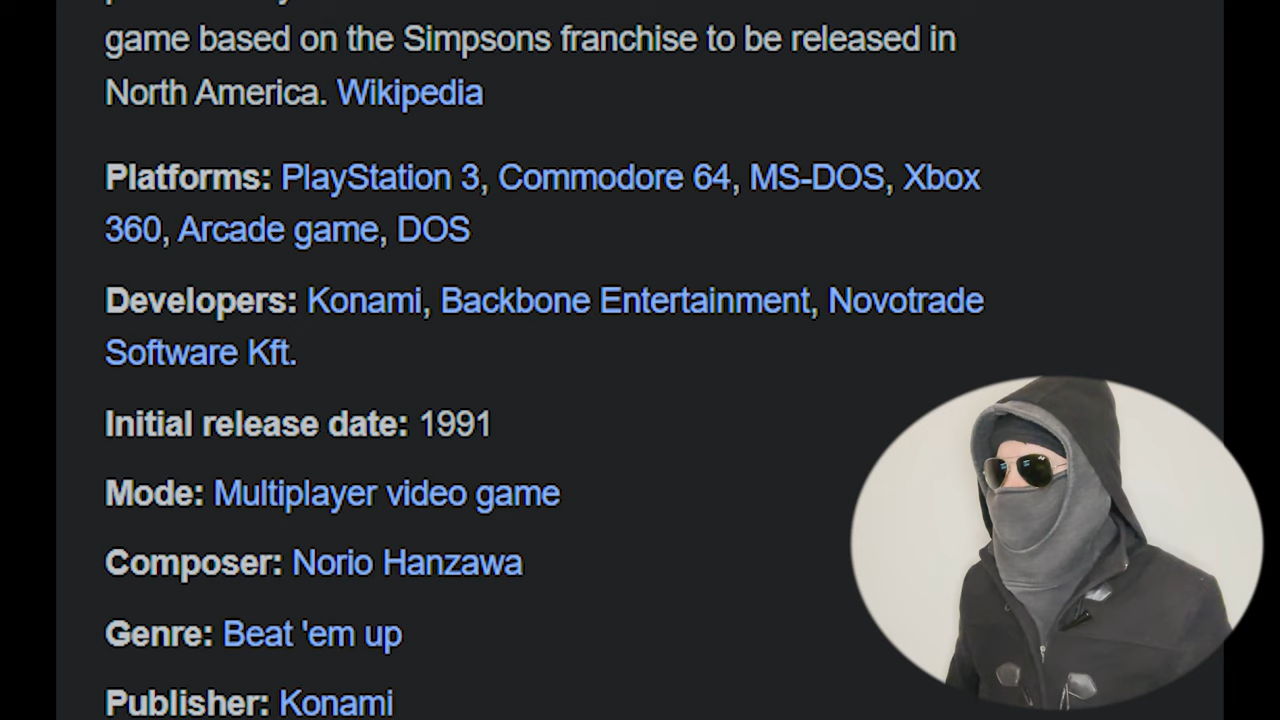 game based on the Simpsons franchise to be released in
North America. Wikipedia
Platforms: PlayStation 3, Commodore 64, MS-DOS, Xbox
360, Arcade game, DOS
Developers: Konami, Backbone Entertainment, Novotrade
Software Kft.
Initial release date: 1991
Mode: Multiplayer video game
Composer: Norio Hanzawa
Genre: Beat 'em up
Publisher: Konami